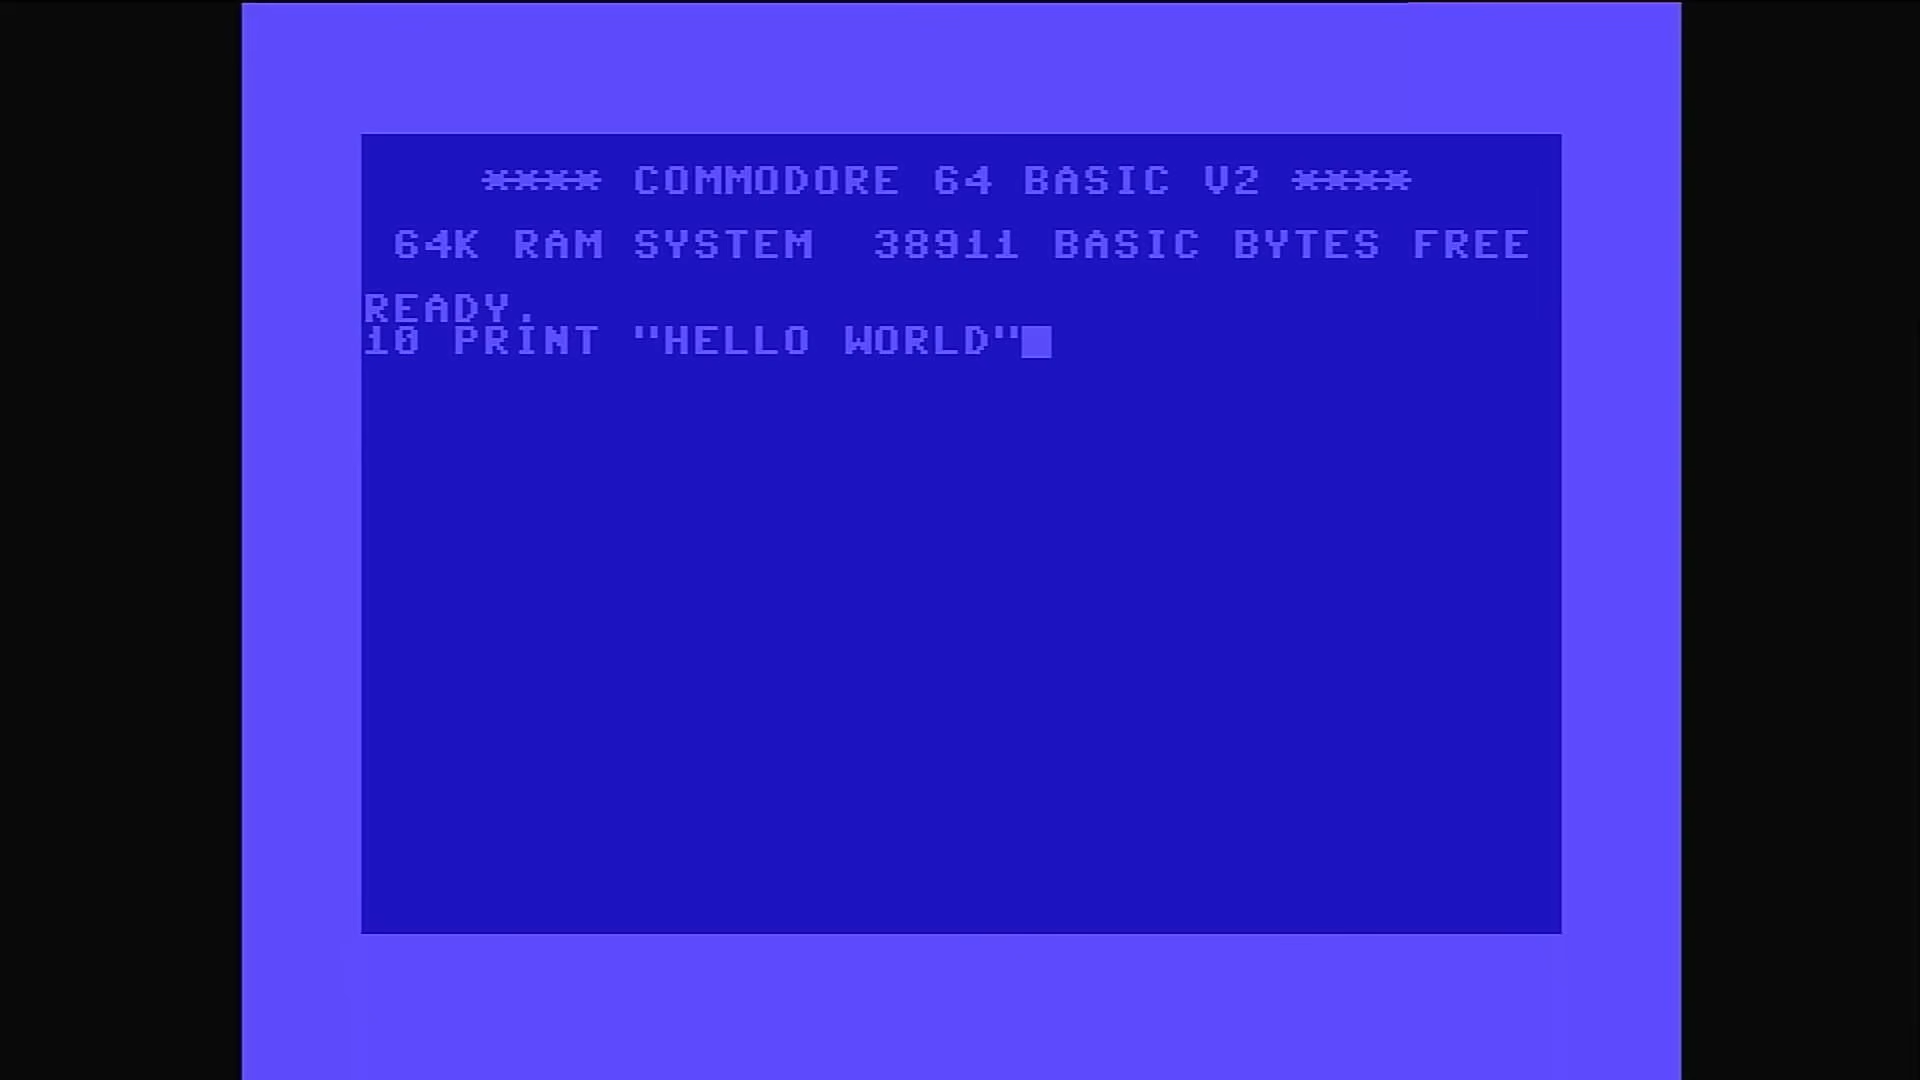 **** COMMODORE 64 BASIC V2 ****
64K RAM SYSTEM  38911 BASIC BYTES FREE
READY.
10 PRINT "HELLO WORLD"